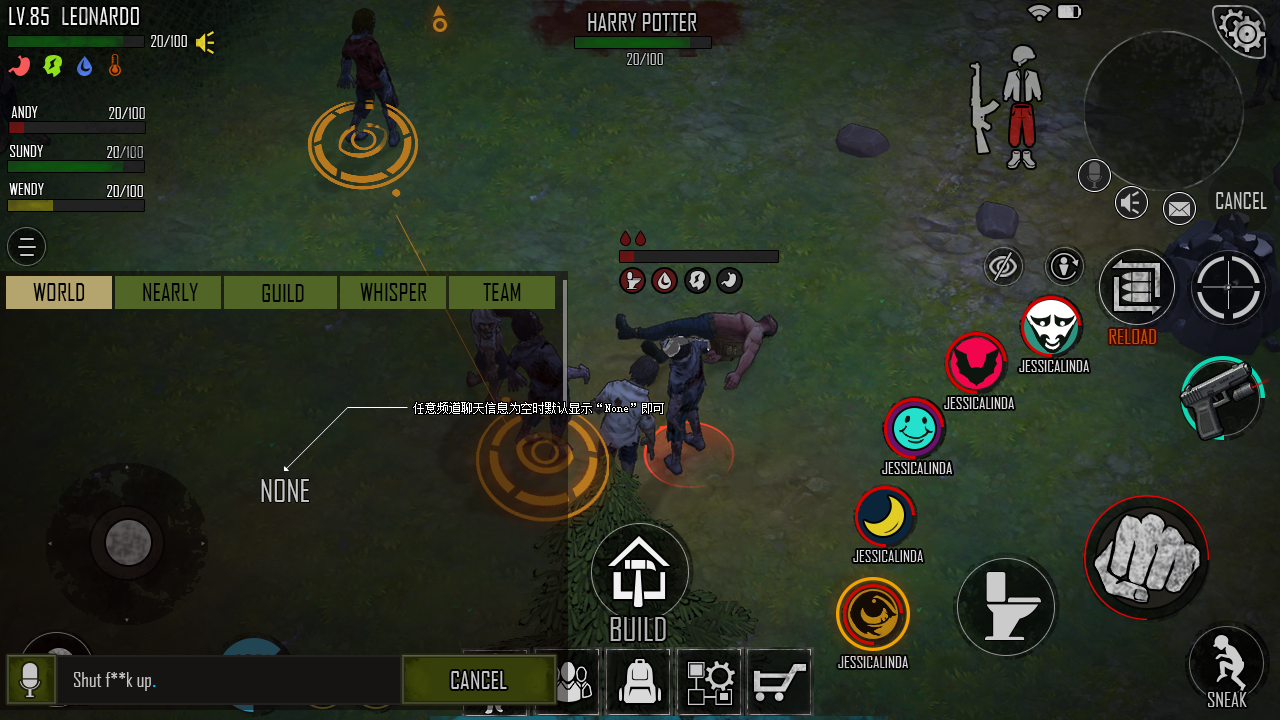 LV.85 LEONARDO
20/100
HARRY POTTER
20/100
ANDY 20/100
SUNDY 20/100
WENDY 20/100
CANCEL
WORLD NEARLY GUILD WHISPER TEAM
RELOAD
JESSICALINDA
JESSICALINDA
任意频道聊天信息为空时默认显示“None”即可
JESSICALINDA
NONE
JESSICALINDA
BUILD
JESSICALINDA
Shut f**k up.
CANCEL
SNEAK